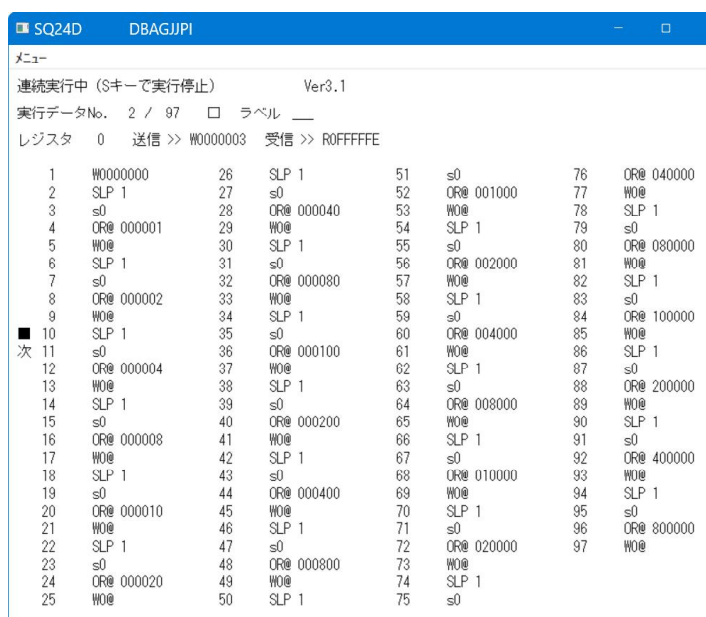 SQ24D DBAGJJPI
メニュー
連続実行中 (Sキーで実行停止) Ver3.1
実行データNo. 2 / 97 ロ ラベル __
レジスタ 0 送信 >> W0000003 受信 >> R0FFFFFE
1 W0000000 26 SLP 1 51 s0 76 OR@ 040000
2 SLP 1 27 s0 52 OR@ 001000 77 W0@
3 s0 28 OR@ 000040 53 W0@ 78 SLP 1
4 OR@ 000001 29 W0@ 54 SLP 1 79 s0
5 W0@ 30 SLP 1 55 s0 80 OR@ 080000
6 SLP 1 31 s0 56 OR@ 002000 81 W0@
7 s0 32 OR@ 000080 57 W0@ 82 SLP 1
8 OR@ 000002 33 W0@ 58 SLP 1 83 s0
9 W0@ 34 SLP 1 59 s0 84 OR@ 100000
■ 10 SLP 1 35 s0 60 OR@ 004000 85 W0@
次 11 s0 36 OR@ 000100 61 W0@ 86 SLP 1
12 OR@ 000004 37 W0@ 62 SLP 1 87 s0
13 W0@ 38 SLP 1 63 s0 88 OR@ 200000
14 SLP 1 39 s0 64 OR@ 008000 89 W0@
15 s0 40 OR@ 000200 65 W0@ 90 SLP 1
16 OR@ 000008 41 W0@ 66 SLP 1 91 s0
17 W0@ 42 SLP 1 67 s0 92 OR@ 400000
18 SLP 1 43 s0 68 OR@ 010000 93 W0@
19 s0 44 OR@ 000400 69 W0@ 94 SLP 1
20 OR@ 000010 45 W0@ 70 SLP 1 95 s0
21 W0@ 46 SLP 1 71 s0 96 OR@ 800000
22 SLP 1 47 s0 72 OR@ 020000 97 W0@
23 s0 48 OR@ 000800 73 W0@
24 OR@ 000020 49 W0@ 74 SLP 1
25 W0@ 50 SLP 1 75 s0